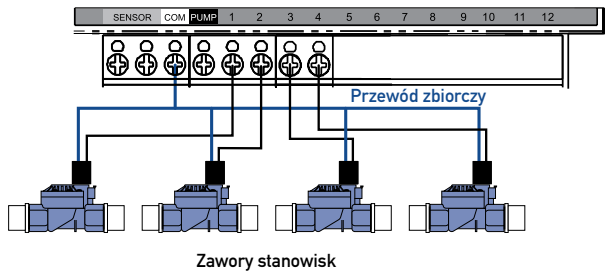 SENSOR COM PUMP 1 2 3 4 5 6 7 8 9 10 11 12
Przewód zbiorczy
Zawory stanowisk